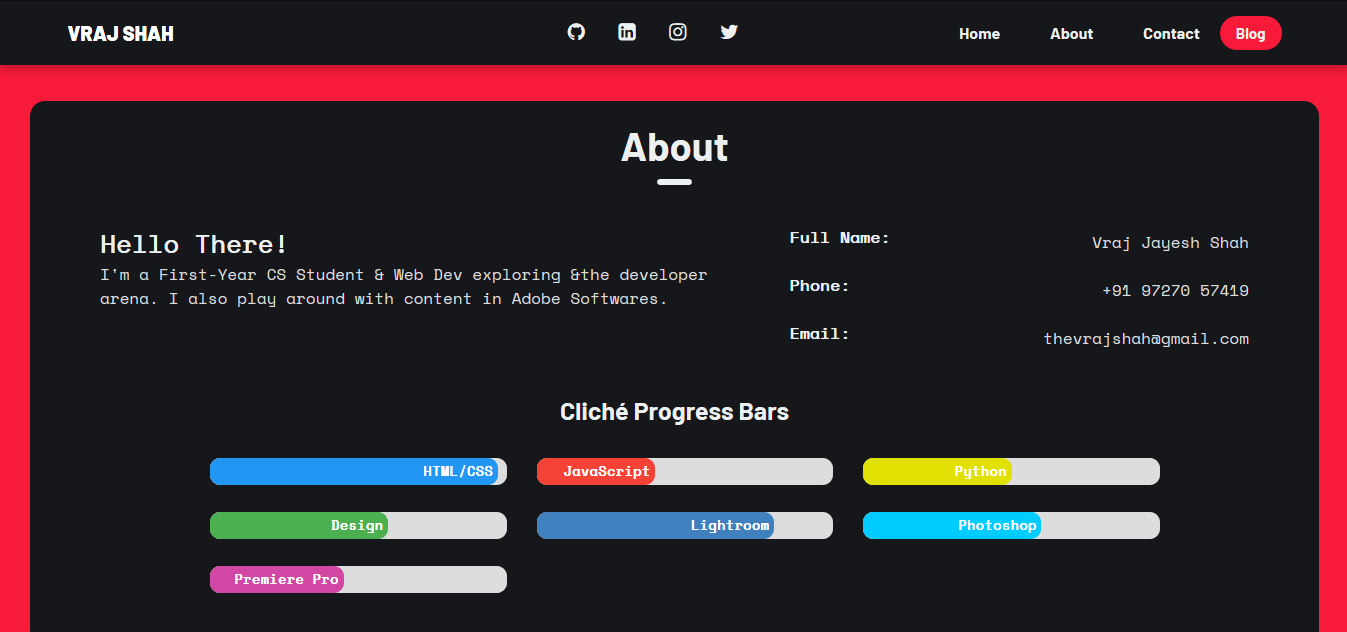 VRAJ SHAH
Home About Contact Blog
About
Hello There!
I'm a First-Year CS Student & Web Dev exploring &the developer
arena. I also play around with content in Adobe Softwares.
Full Name: Vraj Jayesh Shah
Phone: +91 97270 57419
Email: thevrajshah@gmail.com
Cliché Progress Bars
HTML/CSS JavaScript Python
Design Lightroom Photoshop
Premiere Pro